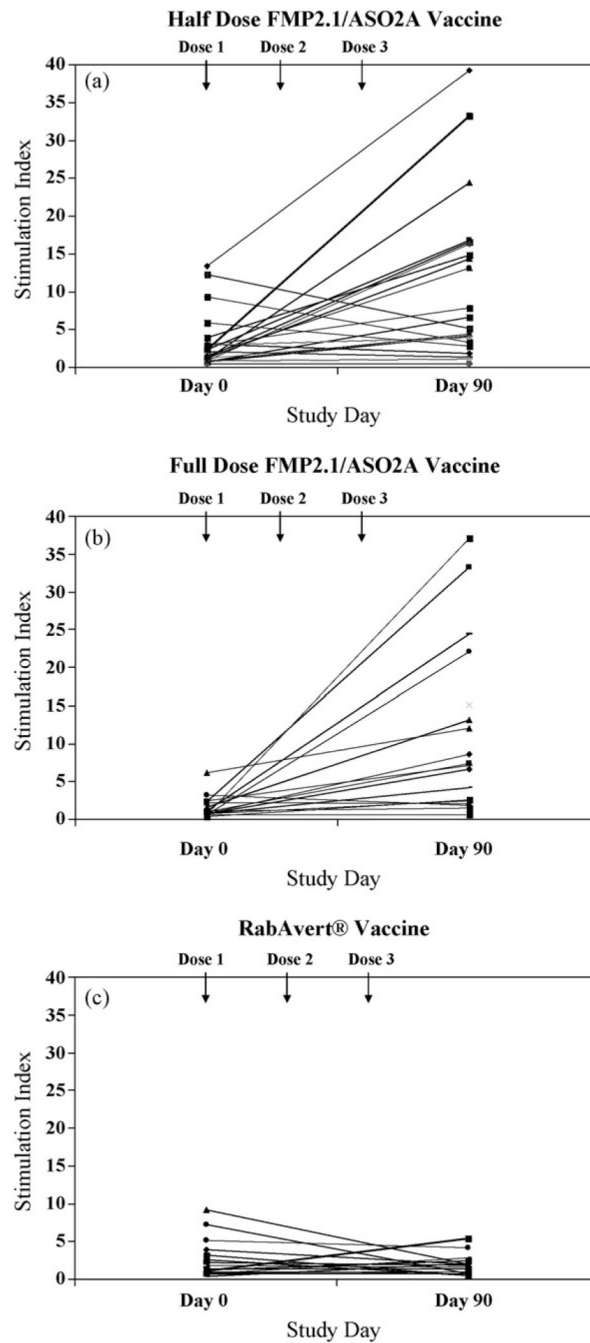 Half Dose FMP2.1/ASO2A Vaccine
Dose 1 Dose 2 Dose 3
(a)
40
35
30
25
20
15
10
5
0
Stimulation Index
Day 0 Day 90
Study Day
Full Dose FMP2.1/ASO2A Vaccine
Dose 1 Dose 2 Dose 3
(b)
40
35
30
25
20
15
10
5
0
Stimulation Index
Day 0 Day 90
Study Day
RabAvert® Vaccine
Dose 1 Dose 2 Dose 3
(c)
40
35
30
25
20
15
10
5
0
Stimulation Index
Day 0 Day 90
Study Day